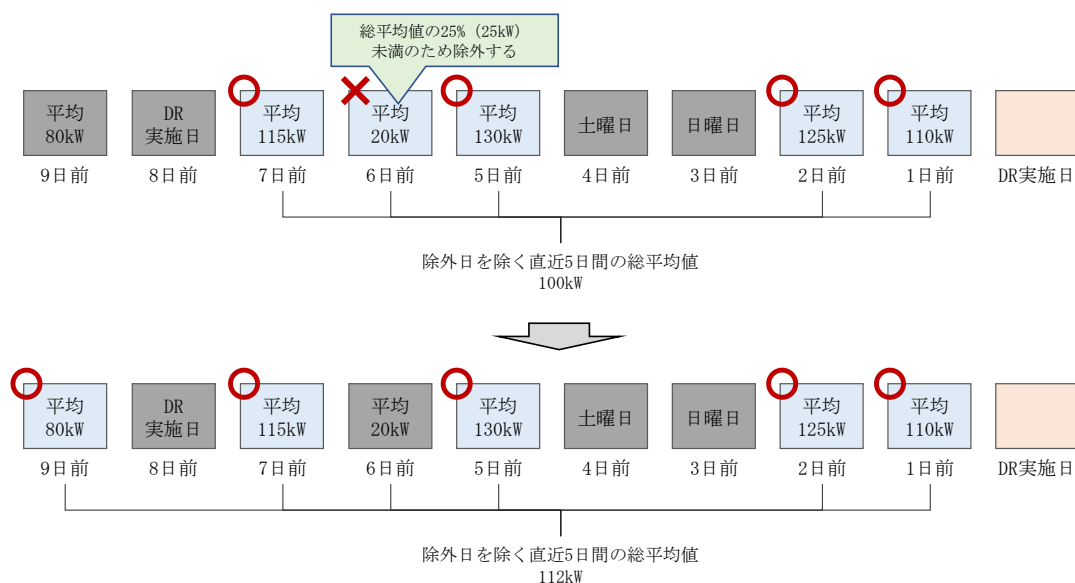 総平均値の25% (25kW)
未満のため除外する
平均
80kW
DR
実施日
平均
115kW
平均
20kW
平均
130kW
土曜日
日曜日
平均
125kW
平均
110kW
9日前
8日前
7日前
6日前
5日前
4日前
3日前
2日前
1日前
DR実施日
除外日を除く直近5日間の総平均値
100kW
平均
80kW
DR
実施日
平均
115kW
平均
20kW
平均
130kW
土曜日
日曜日
平均
125kW
平均
110kW
9日前
8日前
7日前
6日前
5日前
4日前
3日前
2日前
1日前
DR実施日
除外日を除く直近5日間の総平均値
112kW